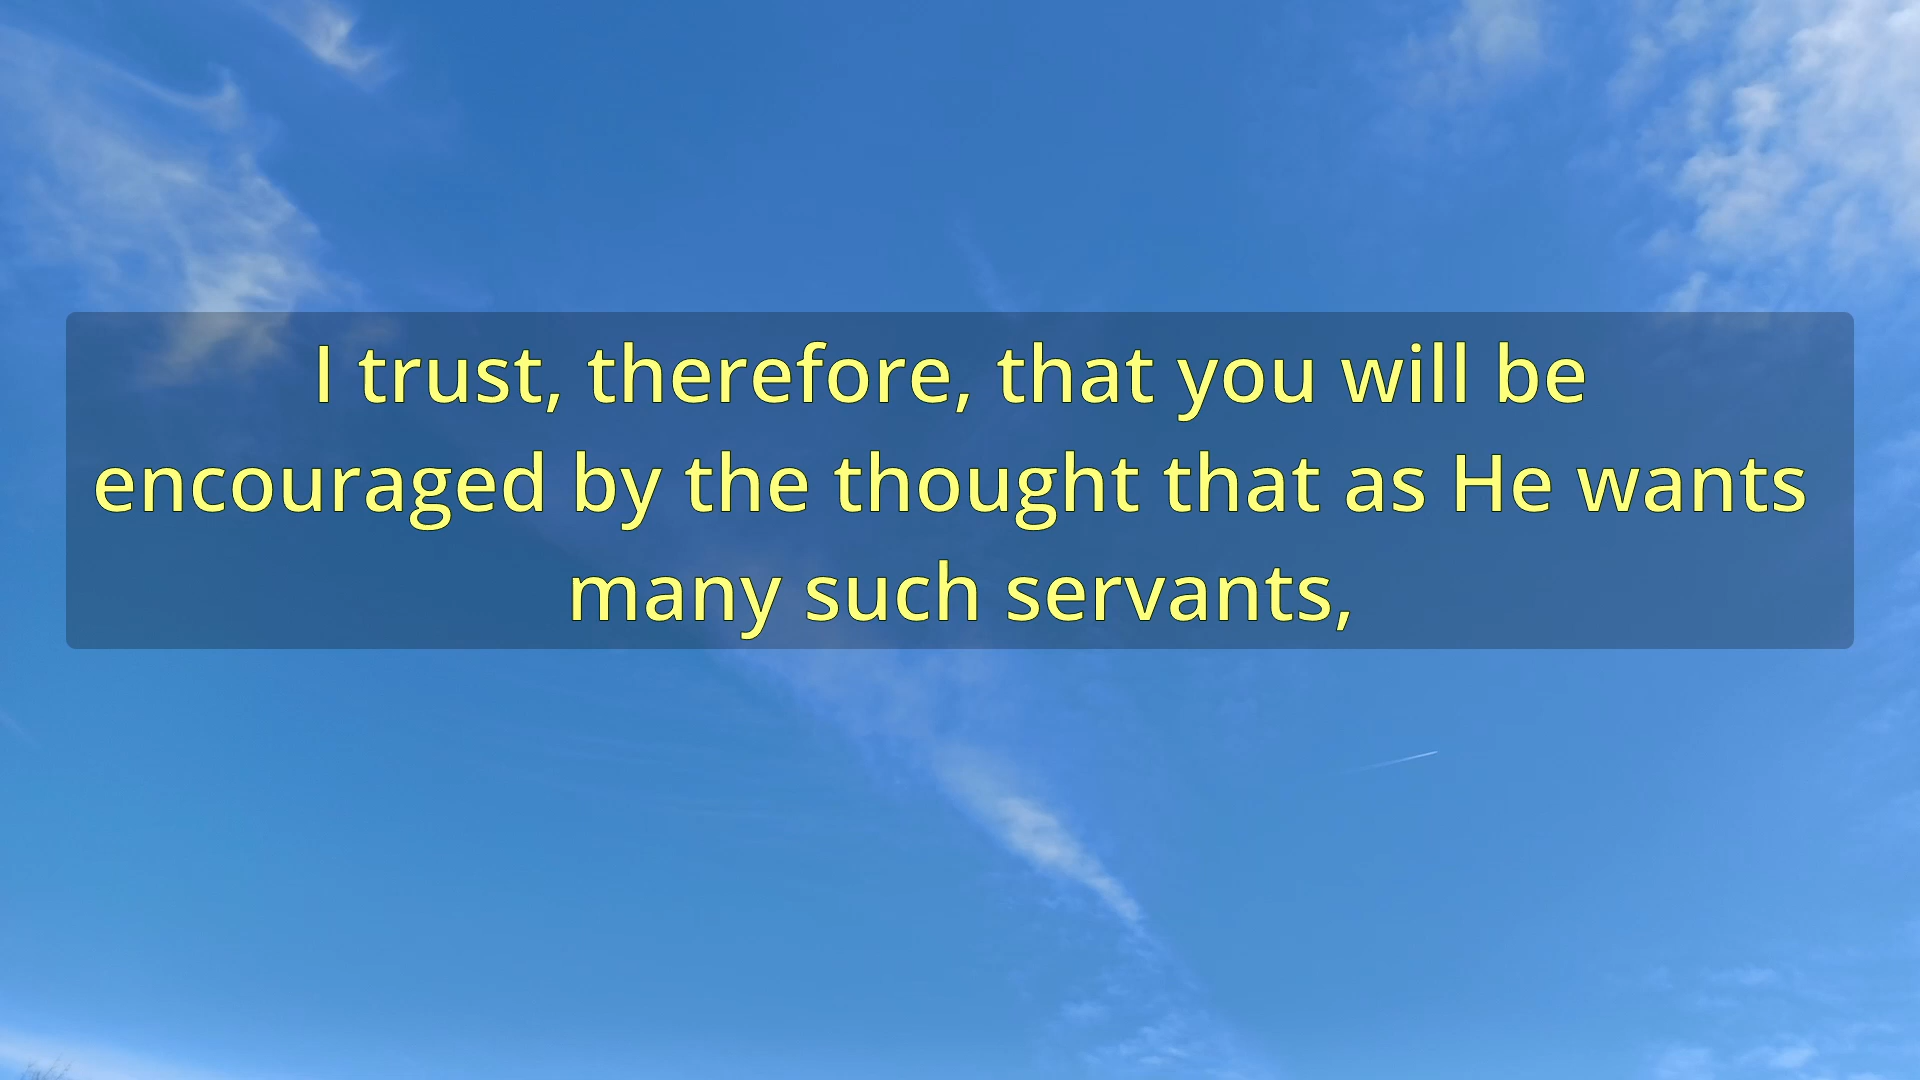 I trust, therefore, that you will be
encouraged by the thought that as He wants
many such servants,